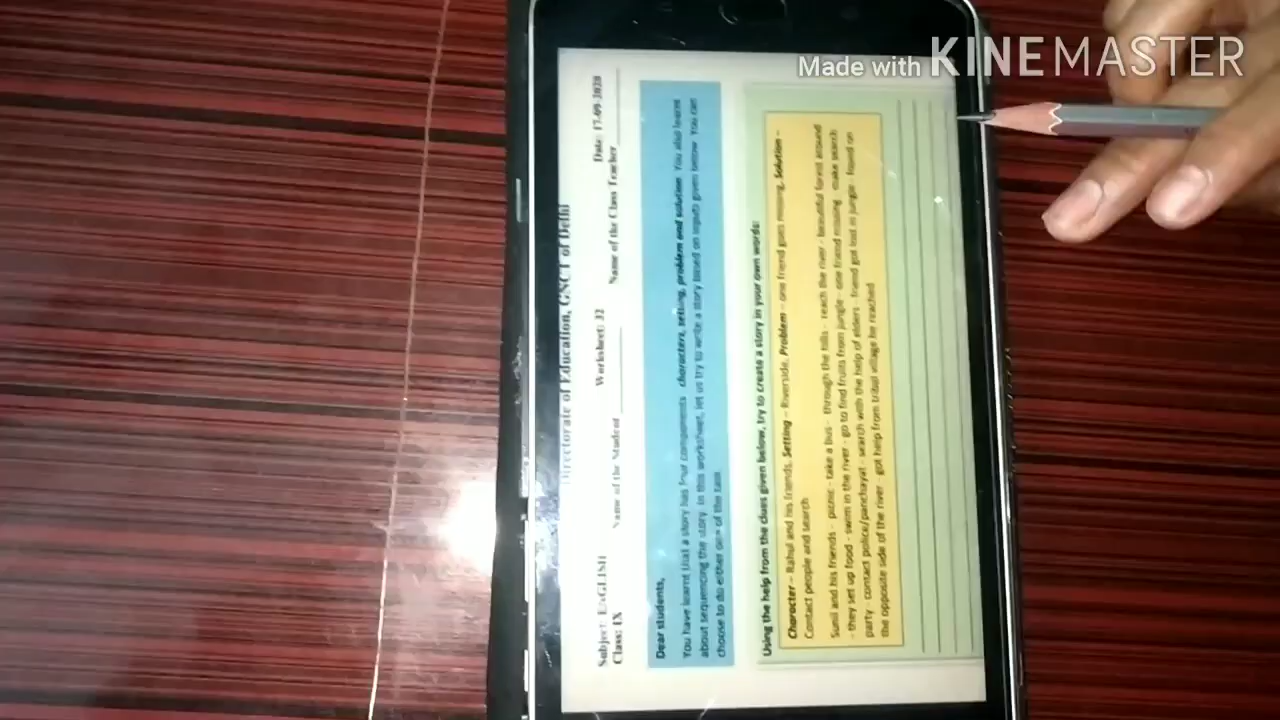 Made with KINEMASTER
Directorate of Education, GNCT of Delhi
Subject: ENGLISH Worksheet: 32 Date: 17-09-2020
Class: IX Name of the Student ________ Name of the Class Teacher ________
Dear students,
You have learnt that a story has four components characters, setting, problem and solution You also learnt
about sequencing the story. In this worksheet, let us try to write a story based on inputs given below. You can
choose to do either one of the task
Using the help from the clues given below, try to create a story in your own words:
Character – Rahul and his friends. Setting – Riverside. Problem – one friend goes missing. Solution –
Contact people and search
Sunil and his friends - picnic - take a bus - through the hills - reach the river - beautiful forest around
- they set up food - swim in the river - go to find fruits from jungle - one friend missing - make search
party - contact police/panchayat - search with the help of elders - friend got lost in jungle - found on
the opposite side of the river - got help from tribal village he reached